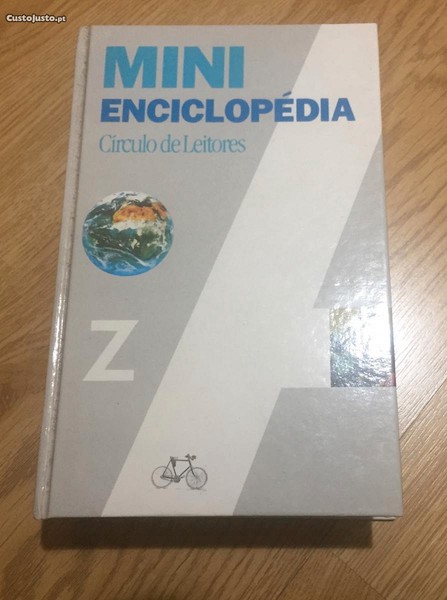 CustoJusto.pt
MINI
ENCICLOPÉDIA
Círculo de Leitores
A
Z